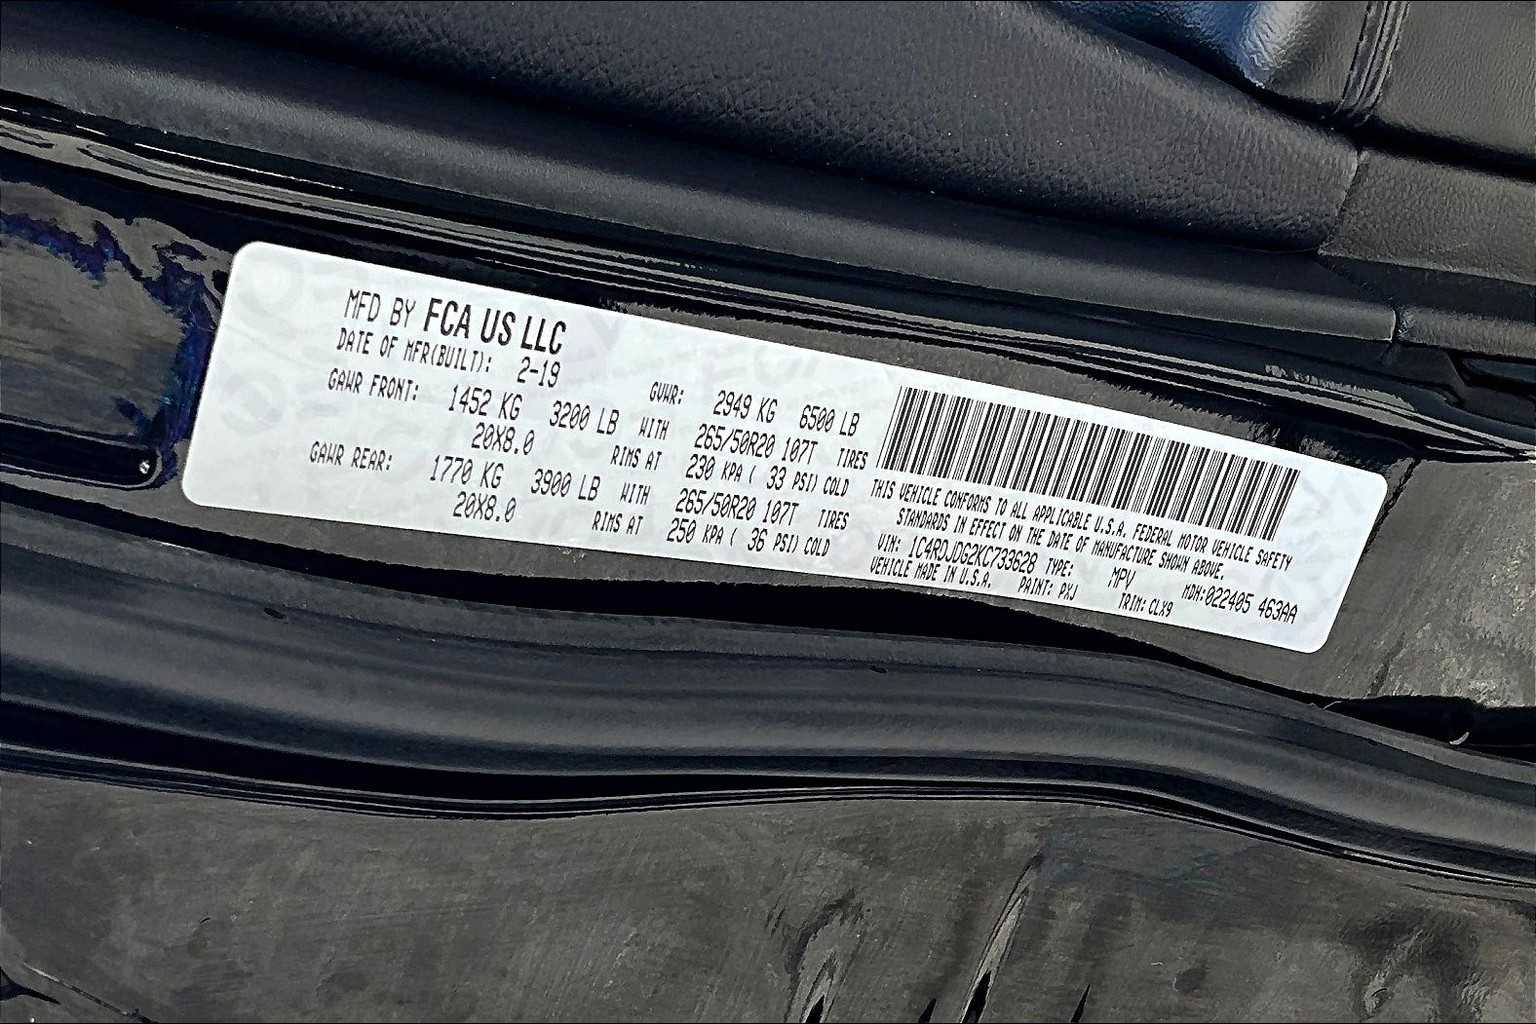 MFD BY FCA US LLC
DATE OF MFR(BUILT): 2-19
GVWR: 2949 KG 6500 LB
GAWR FRONT: 1452 KG 3200 LB WITH 265/50R20 107T TIRES
20X8.0 RIMS AT 230 KPA ( 33 PSI) COLD
GAWR REAR: 1770 KG 3900 LB WITH 265/50R20 107T TIRES
20X8.0 RIMS AT 250 KPA ( 36 PSI) COLD
THIS VEHICLE CONFORMS TO ALL APPLICABLE U.S.A. FEDERAL MOTOR VEHICLE SAFETY
STANDARDS IN EFFECT ON THE DATE OF MANUFACTURE SHOWN ABOVE.
VIN: 1C4RDJDG2KC733628 TYPE: MPV MDH:022405 463AA
VEHICLE MADE IN U.S.A. PAINT: PXJ TRIM: CLX9